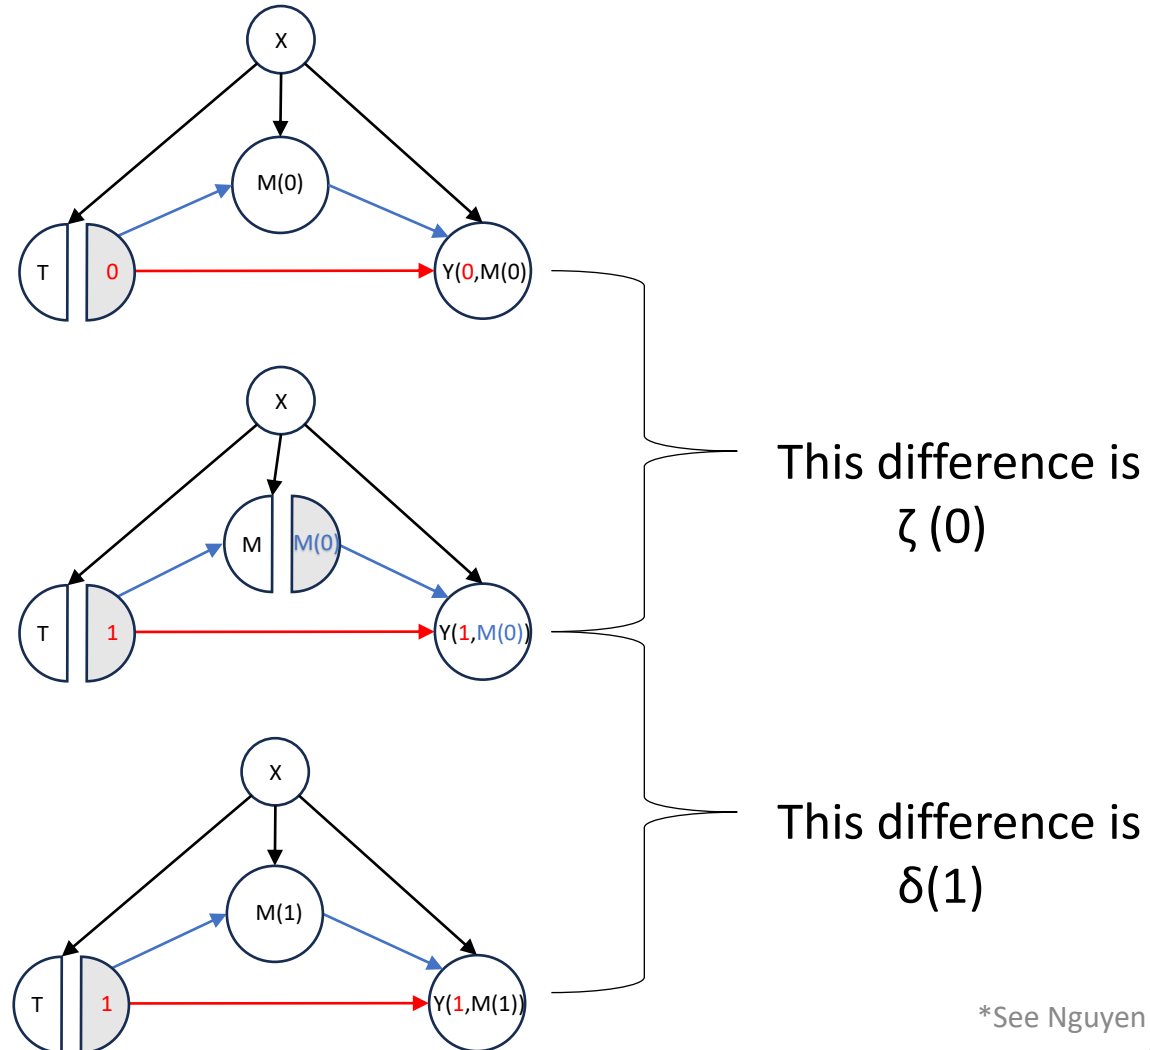 X
M(0)
T 0 Y(0,M(0)
X
This difference is
ζ (0)
M M(0)
T 1 Y(1,M(0))
X
This difference is
δ(1)
M(1)
T 1 Y(1,M(1))
*See Nguyen